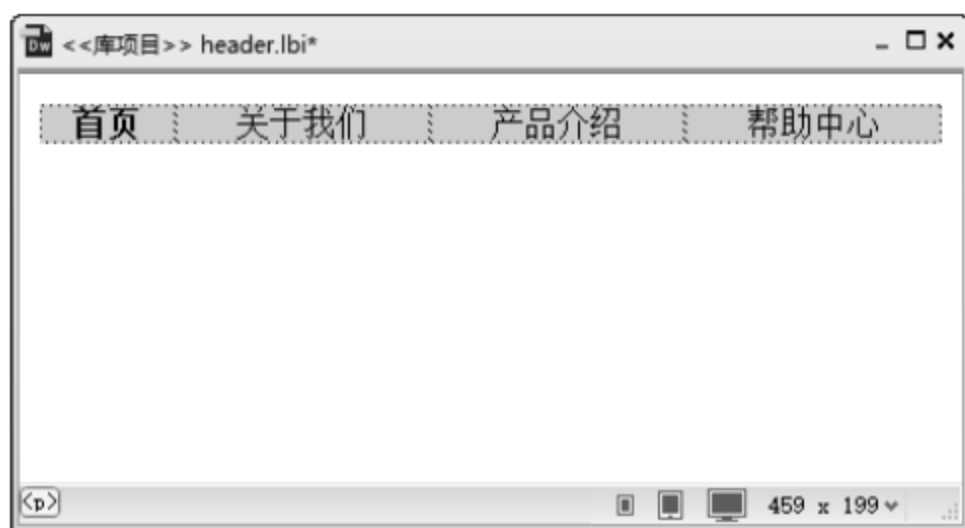 Dw <<库项目>> header.lbi*
首页 关于我们 产品介绍 帮助中心
<p> 459 x 199